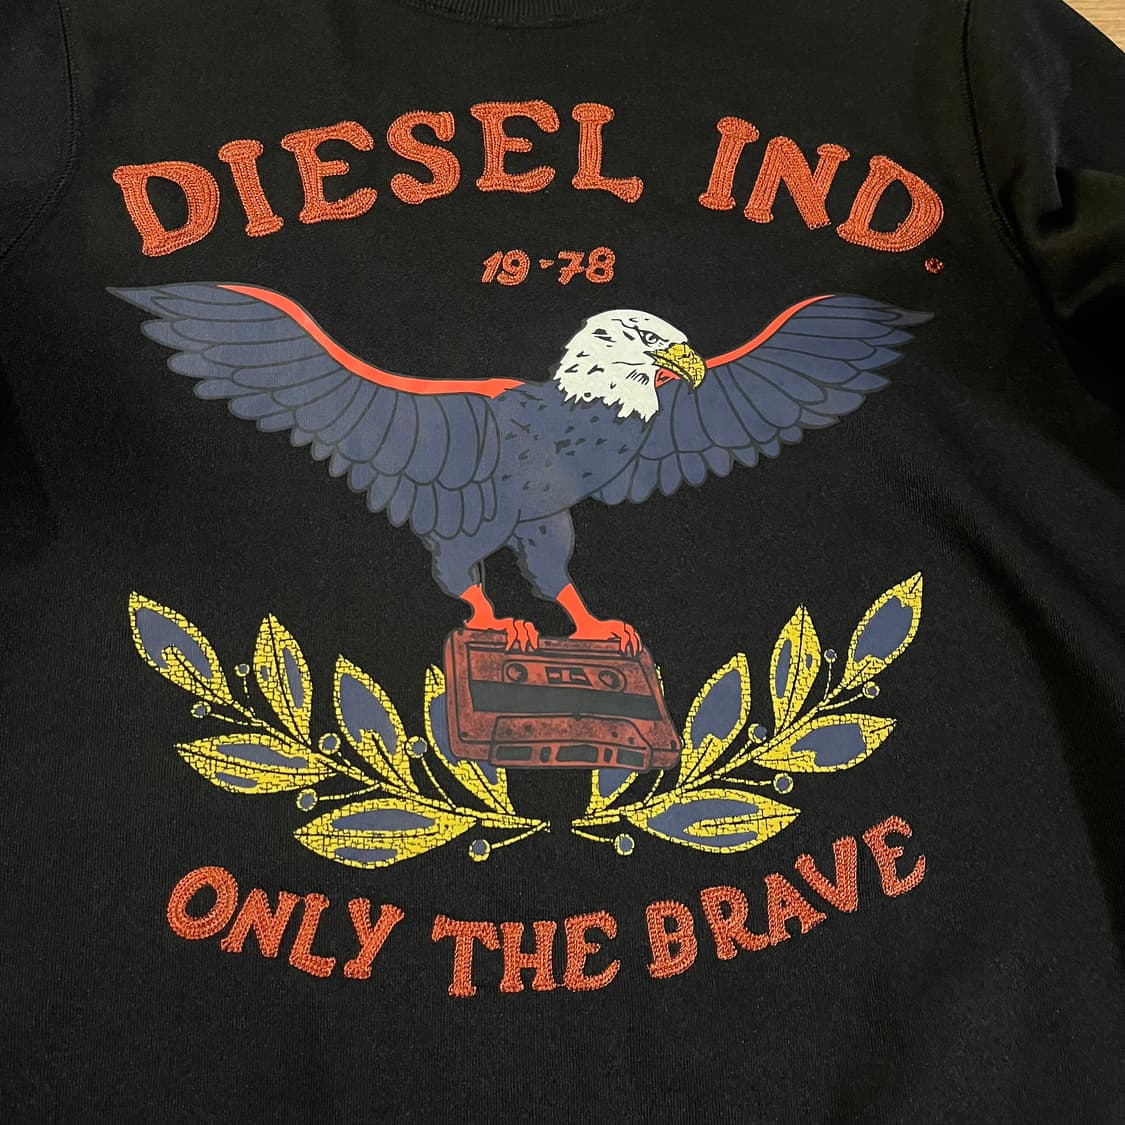 DIESEL IND.
19-78
ONLY THE BRAVE